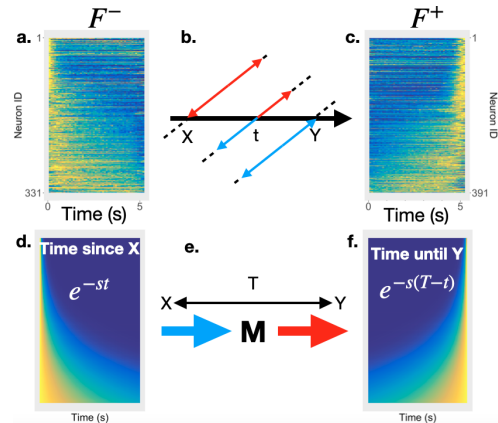 F−
F+
a.
b.
c.
1
1
Neuron ID
Neuron ID
X
t
Y
331
391
0
5
0
5
Time (s)
Time (s)
d.
e.
f.
Time since X
Time until Y
e^{−st}
T
e^{−s(T−t)}
X
Y
M
Time (s)
Time (s)